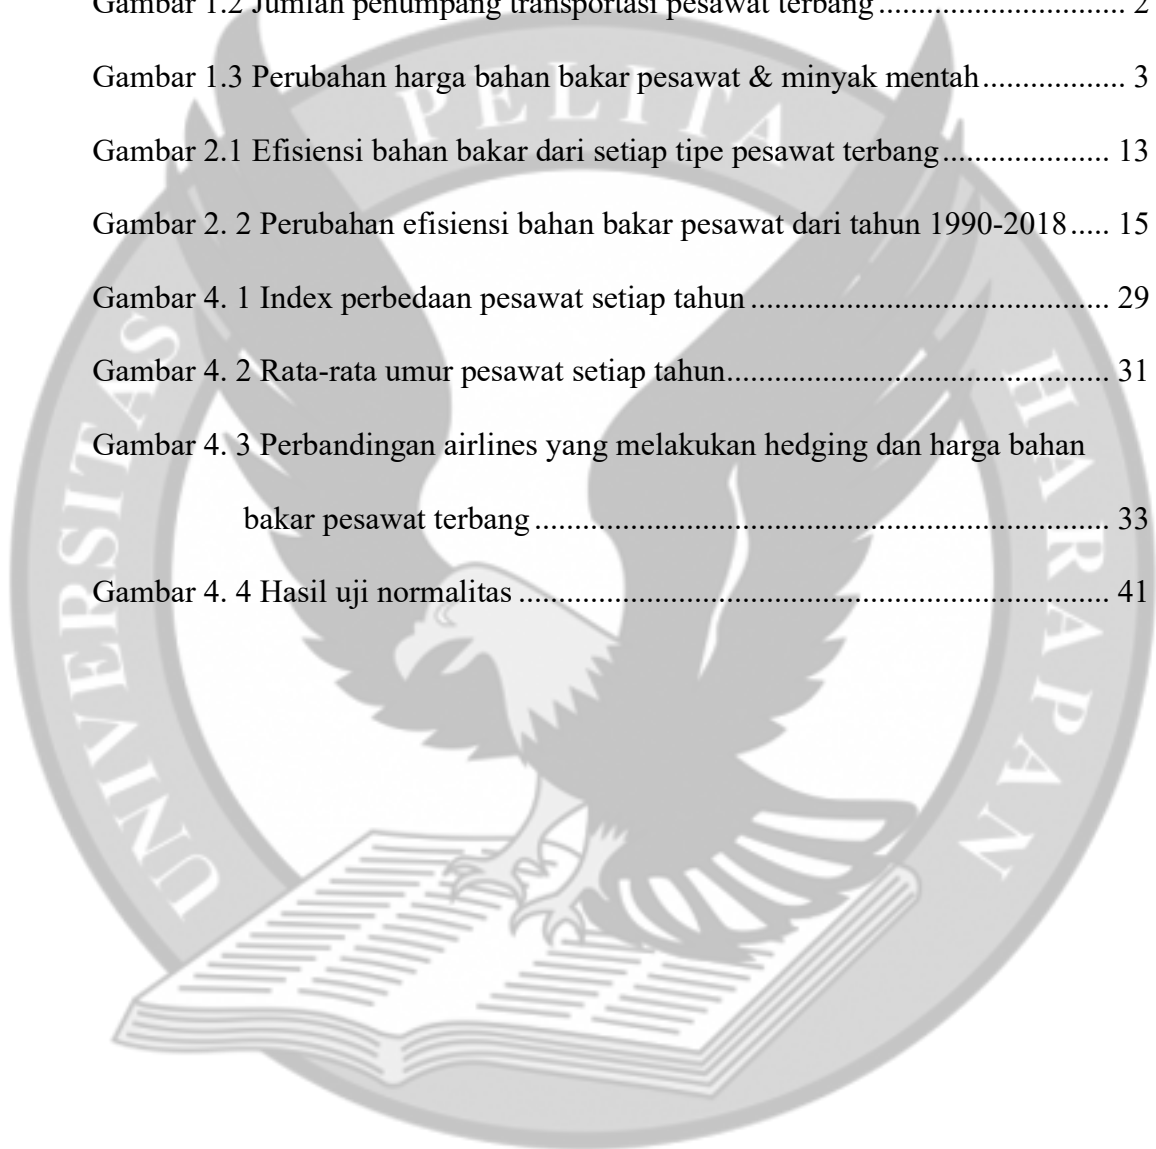 Gambar 1.2 Jumlah penumpang transportasi pesawat terbang............................ 2
Gambar 1.3 Perubahan harga bahan bakar pesawat & minyak mentah................ 3
Gambar 2.1 Efisiensi bahan bakar dari setiap tipe pesawat terbang................... 13
Gambar 2. 2 Perubahan efisiensi bahan bakar pesawat dari tahun 1990-2018..... 15
Gambar 4. 1 Index perbedaan pesawat setiap tahun........................................ 29
Gambar 4. 2 Rata-rata umur pesawat setiap tahun........................................... 31
Gambar 4. 3 Perbandingan airlines yang melakukan hedging dan harga bahan
bakar pesawat terbang................................................................ 33
Gambar 4. 4 Hasil uji normalitas.................................................................. 41
UNIVERSITAS
PELITA
HARAPAN